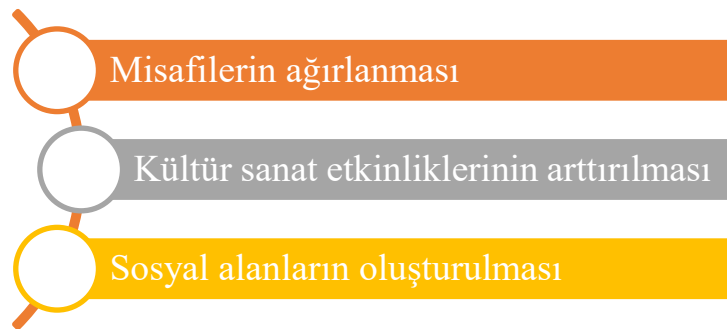 Misafilerin ağırlanması
Kültür sanat etkinliklerinin arttırılması
Sosyal alanların oluşturulması